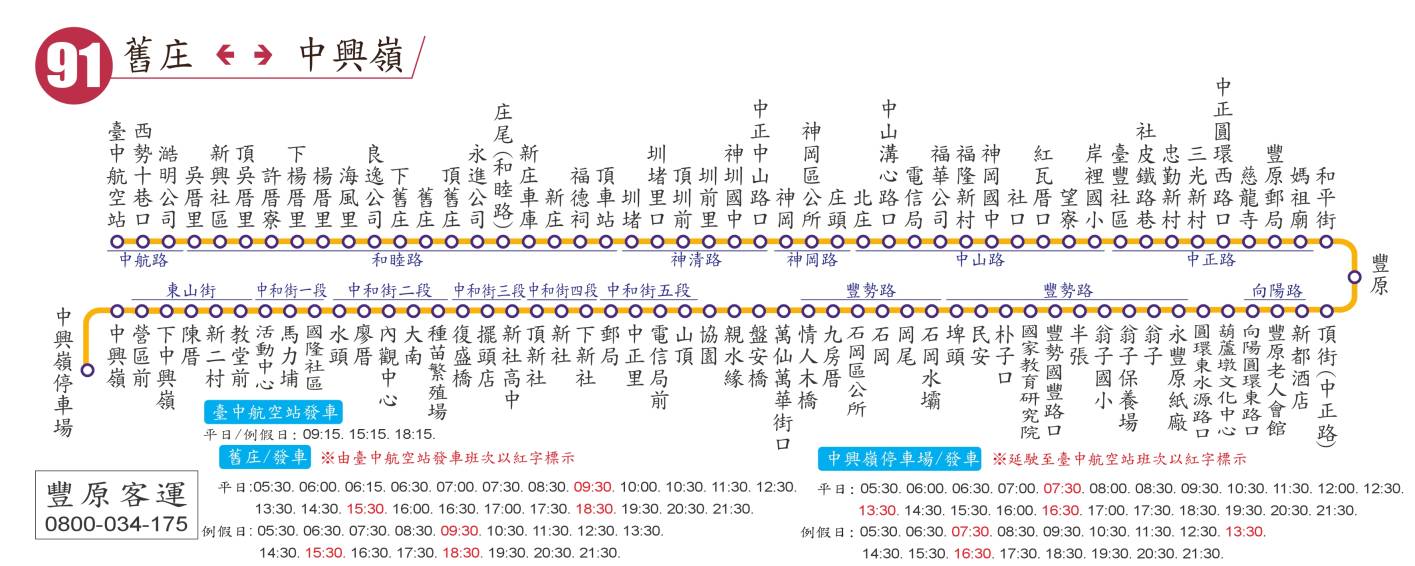 91 舊庄 ↔ 中興嶺
臺中航空站
西勢十巷口
澔明公司
吳厝里
新興社區
頂吳厝里
許厝寮
下楊厝里
楊厝里
海風里
良逸公司
下舊庄
舊庄
頂舊庄
永進公司
庄尾(和睦路)
新庄車庫
新庄
福德祠
頂車站
圳堵
圳堵里口
頂圳前
圳前里
神圳國中
中正中山路口
神岡
神岡區公所
庄頭
北庄
中山溝心路口
電信局
福華公司
福隆新村
神岡國中
社口
紅瓦厝口
望寮
岸裡國小
臺豐社區
社皮鐵路巷
忠勤新村
三光新村
中正圓環西路口
慈龍寺
豐原郵局
媽祖廟
和平街
中航路 和睦路 神清路 神岡路 中山路 中正路
豐原
東山街 中和街一段 中和街二段 中和街三段 中和街四段 中和街五段 豐勢路 豐勢路 向陽路
中興嶺停車場
中興嶺
營區前
下中興嶺
陳厝
新二村
教堂前
活動中心
馬力埔
國隆社區
水頭
廖厝
內觀中心
大南
種苗繁殖場
復盛橋
擺頭店
新社高中
頂新社
新社
下新社
郵局
中正里
電信局前
山頂
協園
親水緣
盤安橋
萬仙萬華街口
情人木橋
九房厝
石岡區公所
石岡
岡尾
石岡水壩
埤頭
民安
朴子口
國家教育研究院
豐勢國豐路口
半張
翁子國小
翁子保養場
翁子
永豐原紙廠
圓環東水源路口
葫蘆墩文化中心
向陽圓環東路口
豐原老人會館
新都酒店
頂街(中正路)
臺中航空站發車
平日/例假日: 09:15. 15:15. 18:15.
舊庄/發車 ※由臺中航空站發車班次以紅字標示
平日:05:30. 06:00. 06:15. 06:30. 07:00. 07:30. 08:30. 09:30. 10:00. 10:30. 11:30. 12:30.
13:30. 14:30. 15:30. 16:00. 16:30. 17:00. 17:30. 18:30. 19:30. 20:30. 21:30.
例假日: 05:30. 06:30. 07:30. 08:30. 09:30. 10:30. 11:30. 12:30. 13:30.
14:30. 15:30. 16:30. 17:30. 18:30. 19:30. 20:30. 21:30.
中興嶺停車場/發車 ※延駛至臺中航空站班次以紅字標示
平日: 05:30. 06:00. 06:30. 07:00. 07:30. 08:00. 08:30. 09:30. 10:30. 11:30. 12:00. 12:30.
13:30. 14:30. 15:30. 16:00. 16:30. 17:00. 17:30. 18:30. 19:30. 20:30. 21:30.
例假日: 05:30. 06:30. 07:30. 08:30. 09:30. 10:30. 11:30. 12:30. 13:30.
14:30. 15:30. 16:30. 17:30. 18:30. 19:30. 20:30. 21:30.
豐原客運
0800-034-175